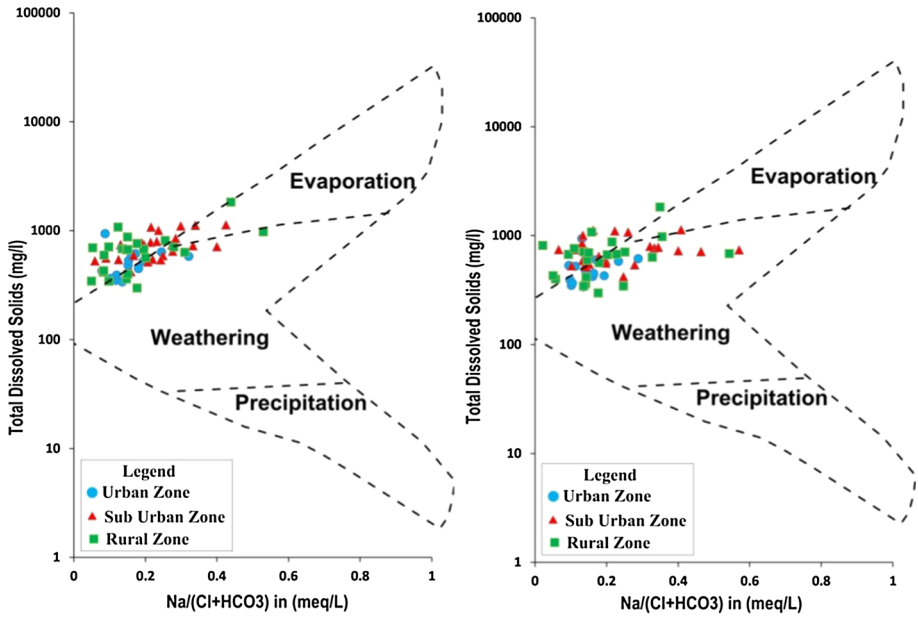 100000
10000
1000
100
10
1
Total Dissolved Solids (mg/l)
Evaporation
Weathering
Precipitation
Legend
Urban Zone
Sub Urban Zone
Rural Zone
0 0.2 0.4 0.6 0.8 1
Na/(Cl+HCO3) in (meq/L)
100000
10000
1000
100
10
1
Total Dissolved Solids (mg/l)
Evaporation
Weathering
Precipitation
Legend
Urban Zone
Sub Urban Zone
Rural Zone
0 0.2 0.4 0.6 0.8 1
Na/(Cl+HCO3) in (meq/L)